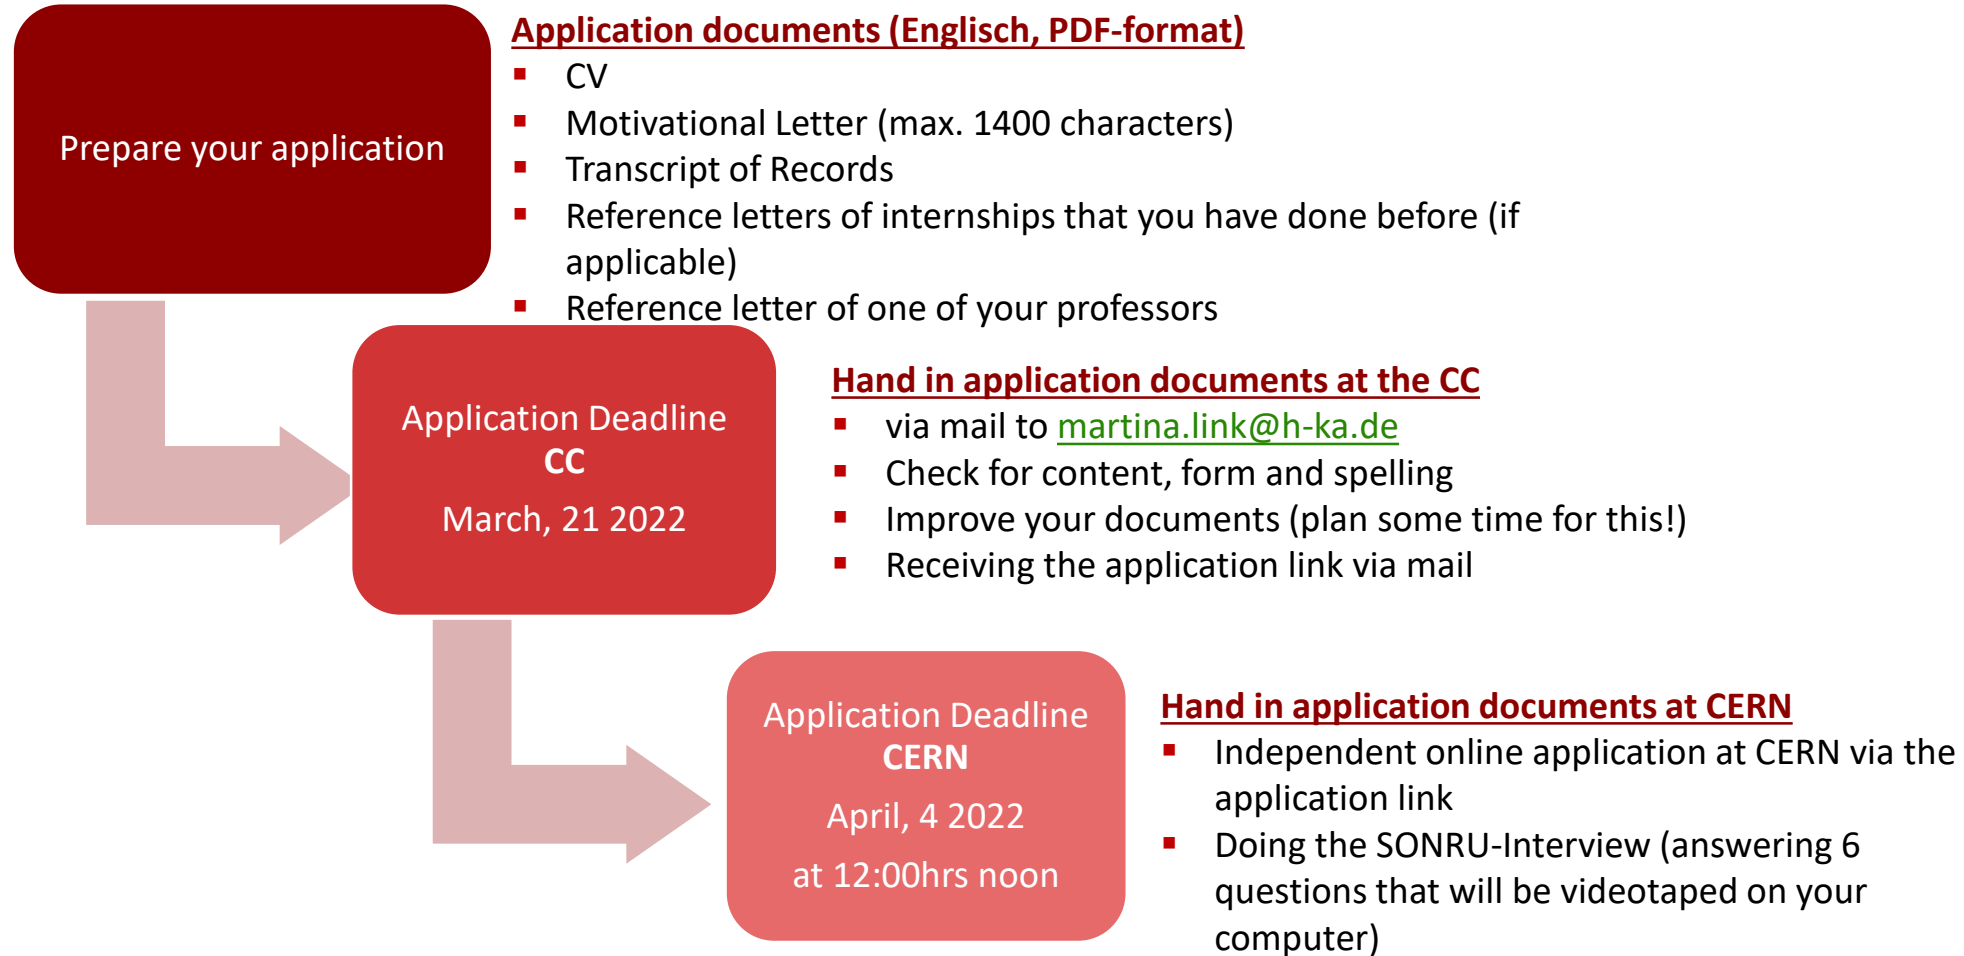 Prepare your application
Application documents (Englisch, PDF-format)
▪ CV
▪ Motivational Letter (max. 1400 characters)
▪ Transcript of Records
▪ Reference letters of internships that you have done before (if
applicable)
▪ Reference letter of one of your professors
Application Deadline
CC
March, 21 2022
Hand in application documents at the CC
▪ via mail to martina.link@h-ka.de
▪ Check for content, form and spelling
▪ Improve your documents (plan some time for this!)
▪ Receiving the application link via mail
Application Deadline
CERN
April, 4 2022
at 12:00hrs noon
Hand in application documents at CERN
▪ Independent online application at CERN via the
application link
▪ Doing the SONRU-Interview (answering 6
questions that will be videotaped on your
computer)